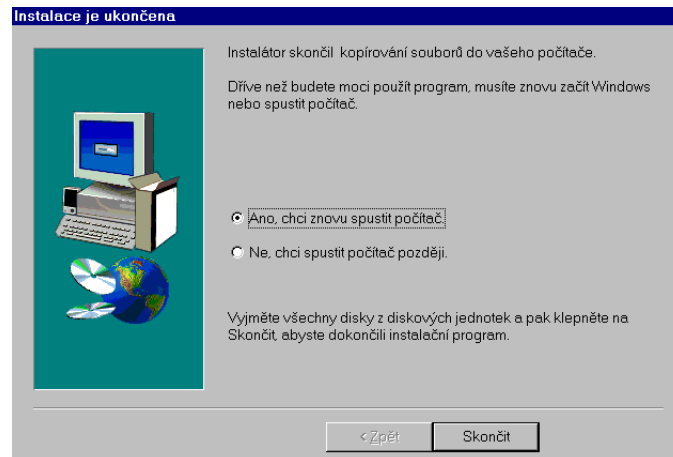 Instalace je ukončena
Instalátor skončil kopírování souborů do vašeho počítače.
Dříve než budete moci použít program, musíte znovu začít Windows
nebo spustit počítač.
Ano, chci znovu spustit počítač.
Ne, chci spustit počítač později.
Vyjměte všechny disky z diskových jednotek a pak klepněte na
Skončit, abyste dokončili instalační program.
< Zpět
Skončit